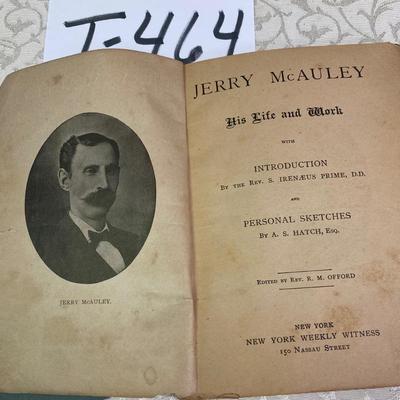 T-464
JERRY McAULEY.
JERRY McAULEY
His Life and Work
WITH
INTRODUCTION
By the Rev. S. IRENÆUS PRIME, D.D.
AND
PERSONAL SKETCHES
By A. S. HATCH, Esq.
Edited by Rev. R. M. OFFORD
NEW YORK
NEW YORK WEEKLY WITNESS
150 Nassau Street